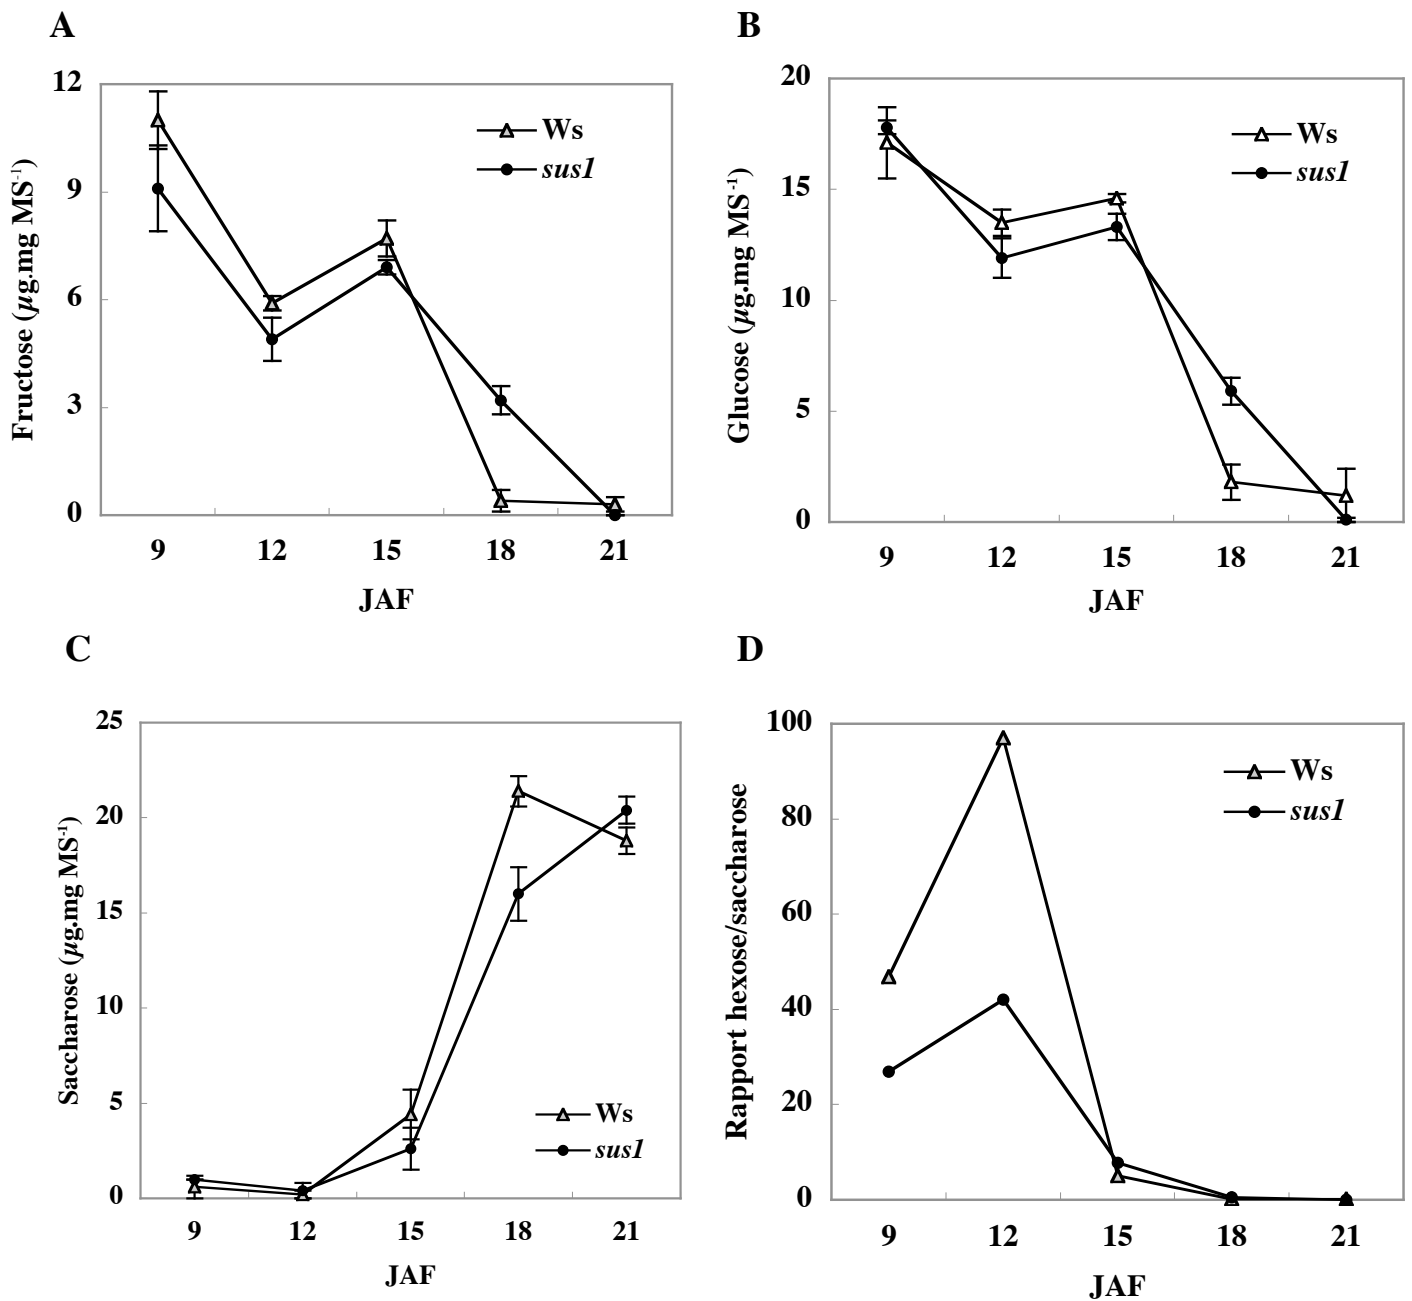 A
Fructose (µg.mg MS-1)
12
9
6
3
0
Ws
sus1
9 12 15 18 21
JAF
B
Glucose (µg.mg MS-1)
20
15
10
5
0
Ws
sus1
9 12 15 18 21
JAF
C
Saccharose (µg.mg MS-1)
25
20
15
10
5
0
Ws
sus1
9 12 15 18 21
JAF
D
Rapport hexose/saccharose
100
80
60
40
20
0
Ws
sus1
9 12 15 18 21
JAF